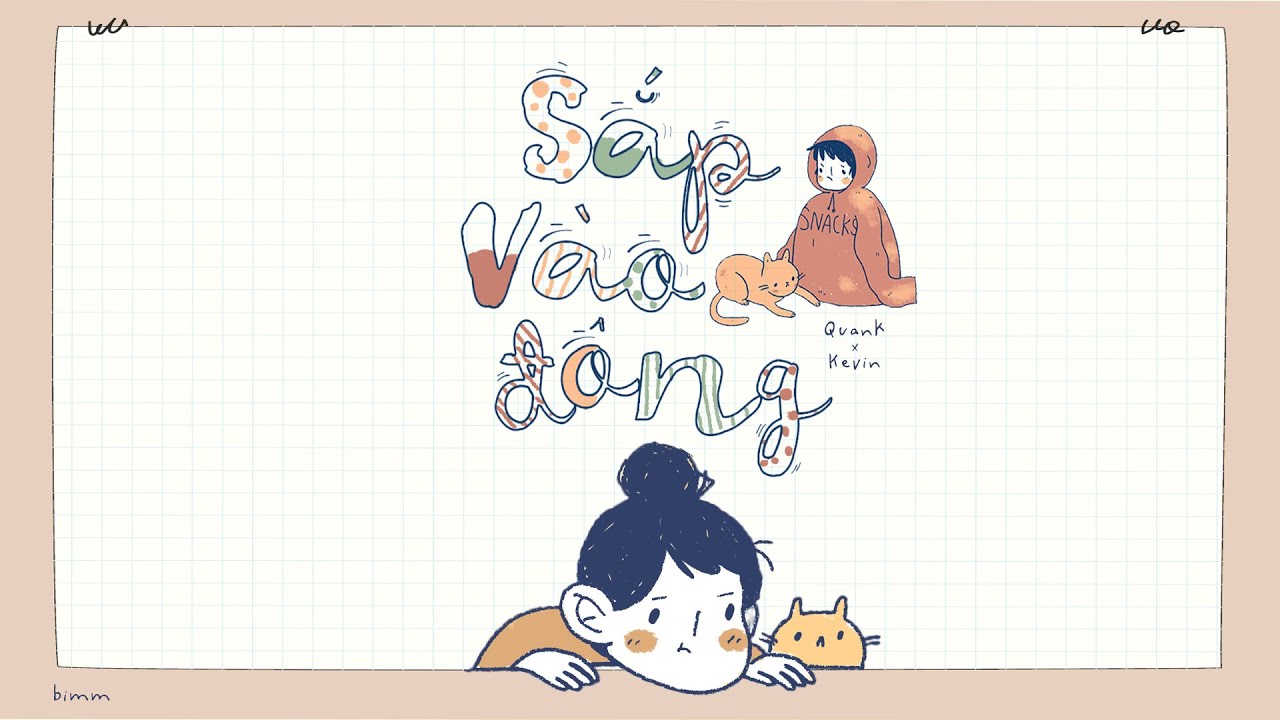 Sắp
Vào
đông
SNACKS
Quank
x
Kevin
bimm